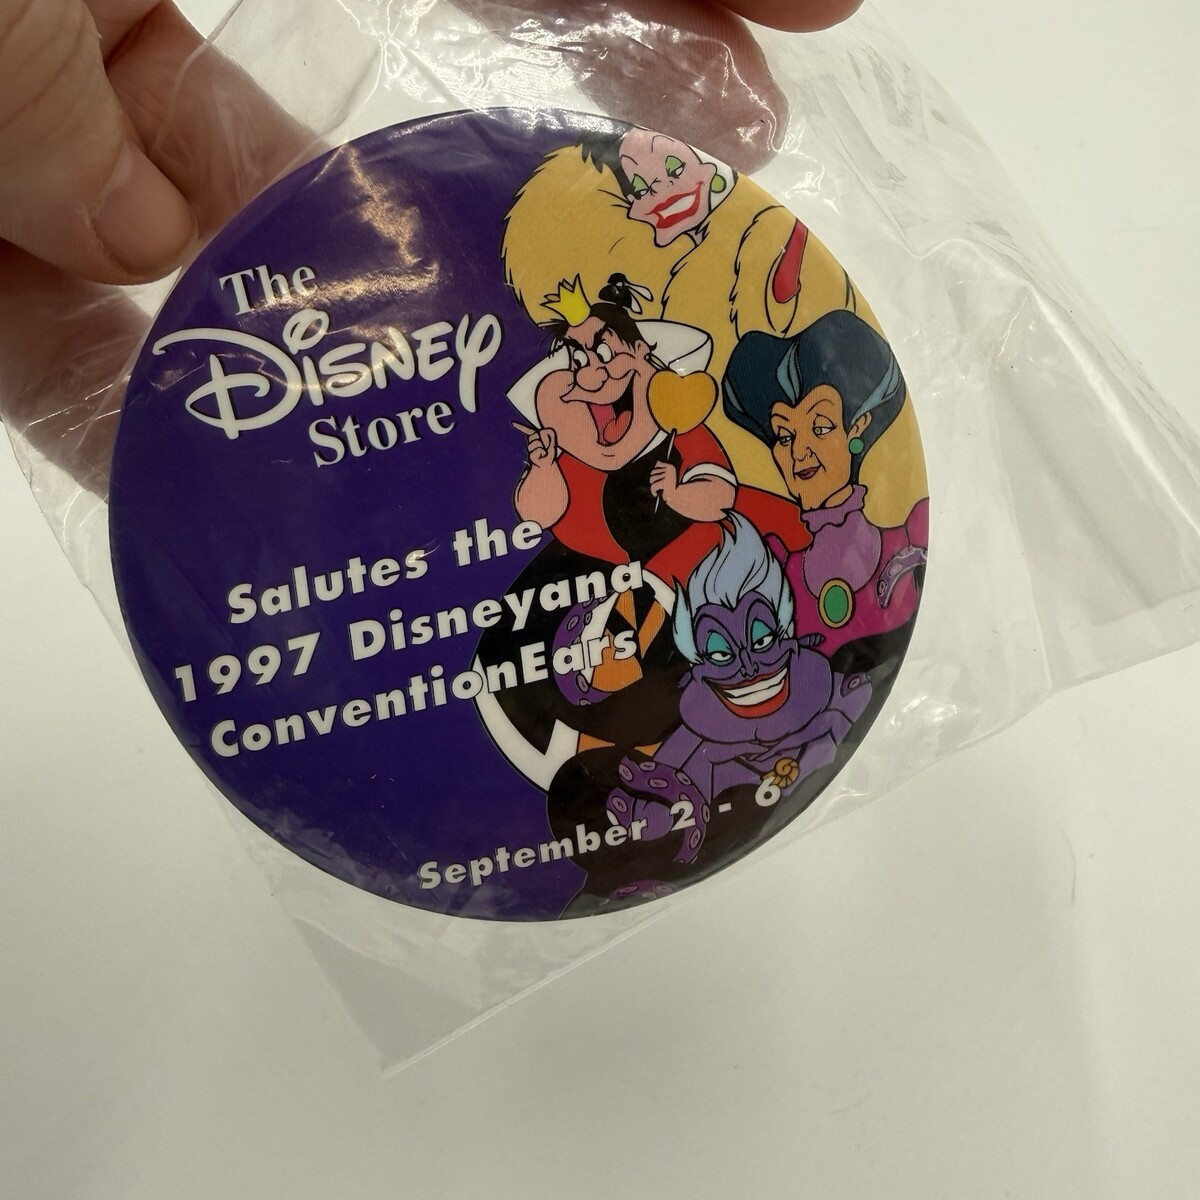 The
Disney
Store
Salutes the
1997 Disneyana
ConventionEars
September 2 - 6